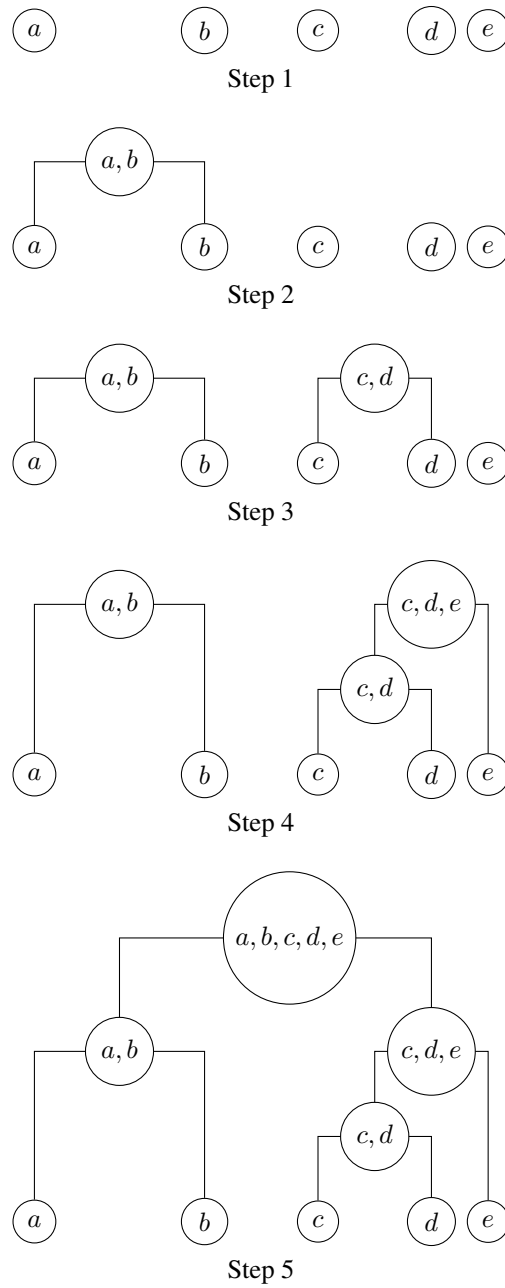 a b c d e
Step 1
a, b
a b c d e
Step 2
a, b c, d
a b c d e
Step 3
a, b c, d, e
c, d
a b c d e
Step 4
a, b, c, d, e
a, b c, d, e
c, d
a b c d e
Step 5